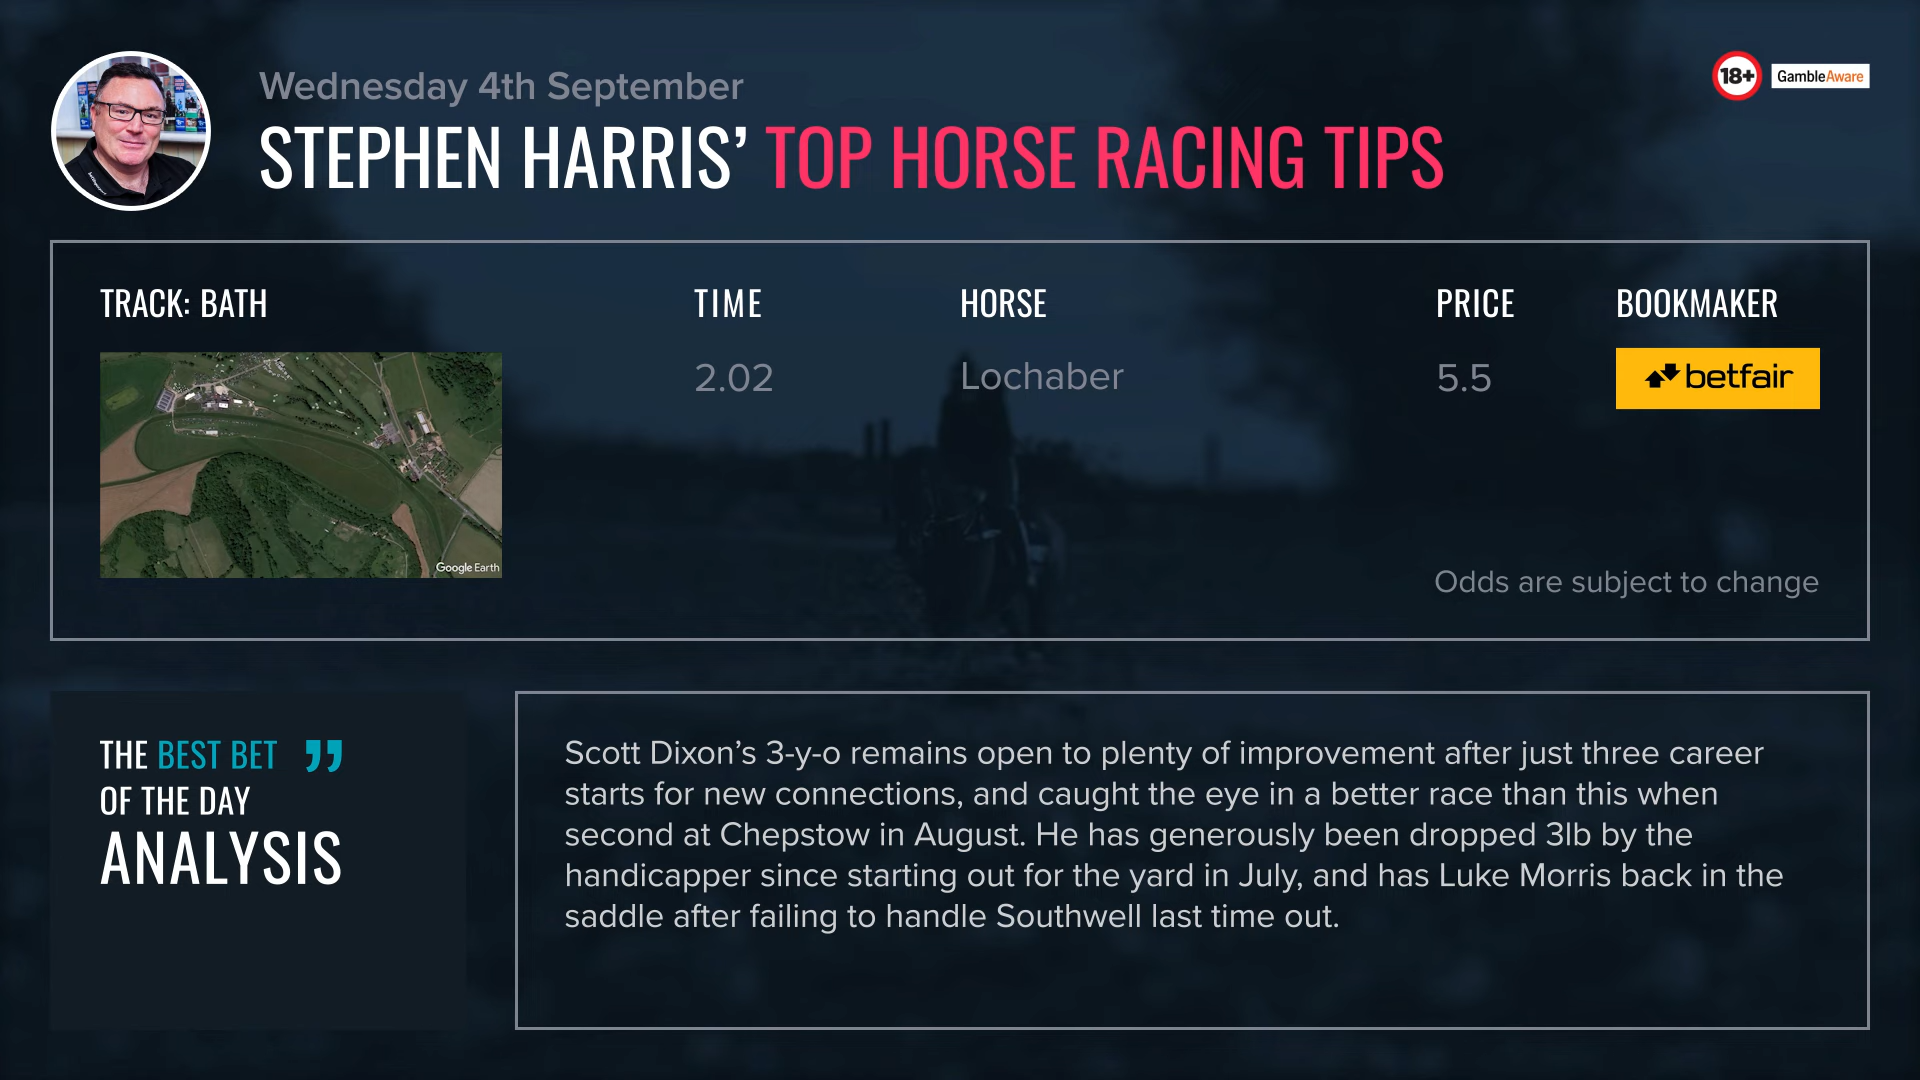 Wednesday 4th September
STEPHEN HARRIS’ TOP HORSE RACING TIPS
18+
GambleAware
TRACK: BATH
TIME
HORSE
PRICE
BOOKMAKER
2.02
Lochaber
5.5
betfair
Google Earth
Odds are subject to change
THE BEST BET ”
OF THE DAY
ANALYSIS
Scott Dixon’s 3-y-o remains open to plenty of improvement after just three career
starts for new connections, and caught the eye in a better race than this when
second at Chepstow in August. He has generously been dropped 3lb by the
handicapper since starting out for the yard in July, and has Luke Morris back in the
saddle after failing to handle Southwell last time out.